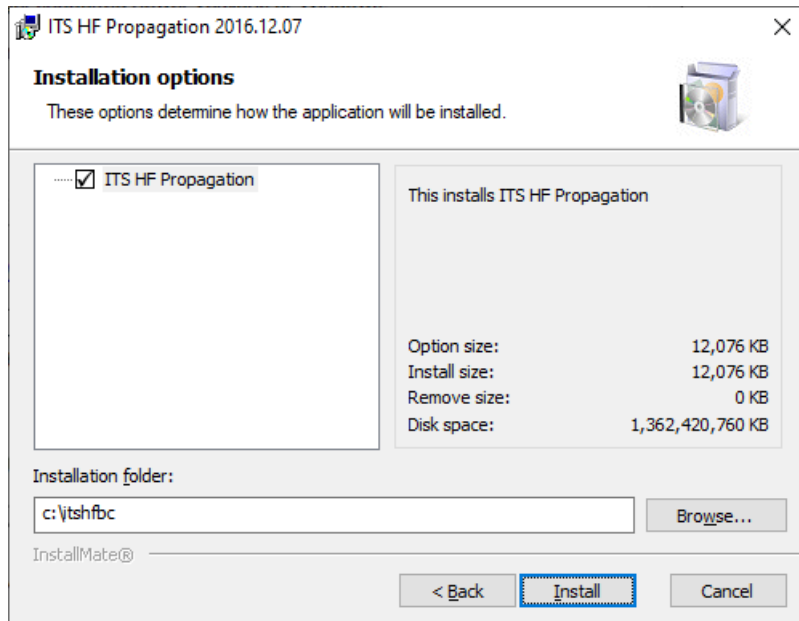 ITS HF Propagation 2016.12.07
Installation options
These options determine how the application will be installed.
ITS HF Propagation
This installs ITS HF Propagation
Option size: 12,076 KB
Install size: 12,076 KB
Remove size: 0 KB
Disk space: 1,362,420,760 KB
Installation folder:
c:\itshfbc
Browse...
InstallMate®
< Back Install Cancel